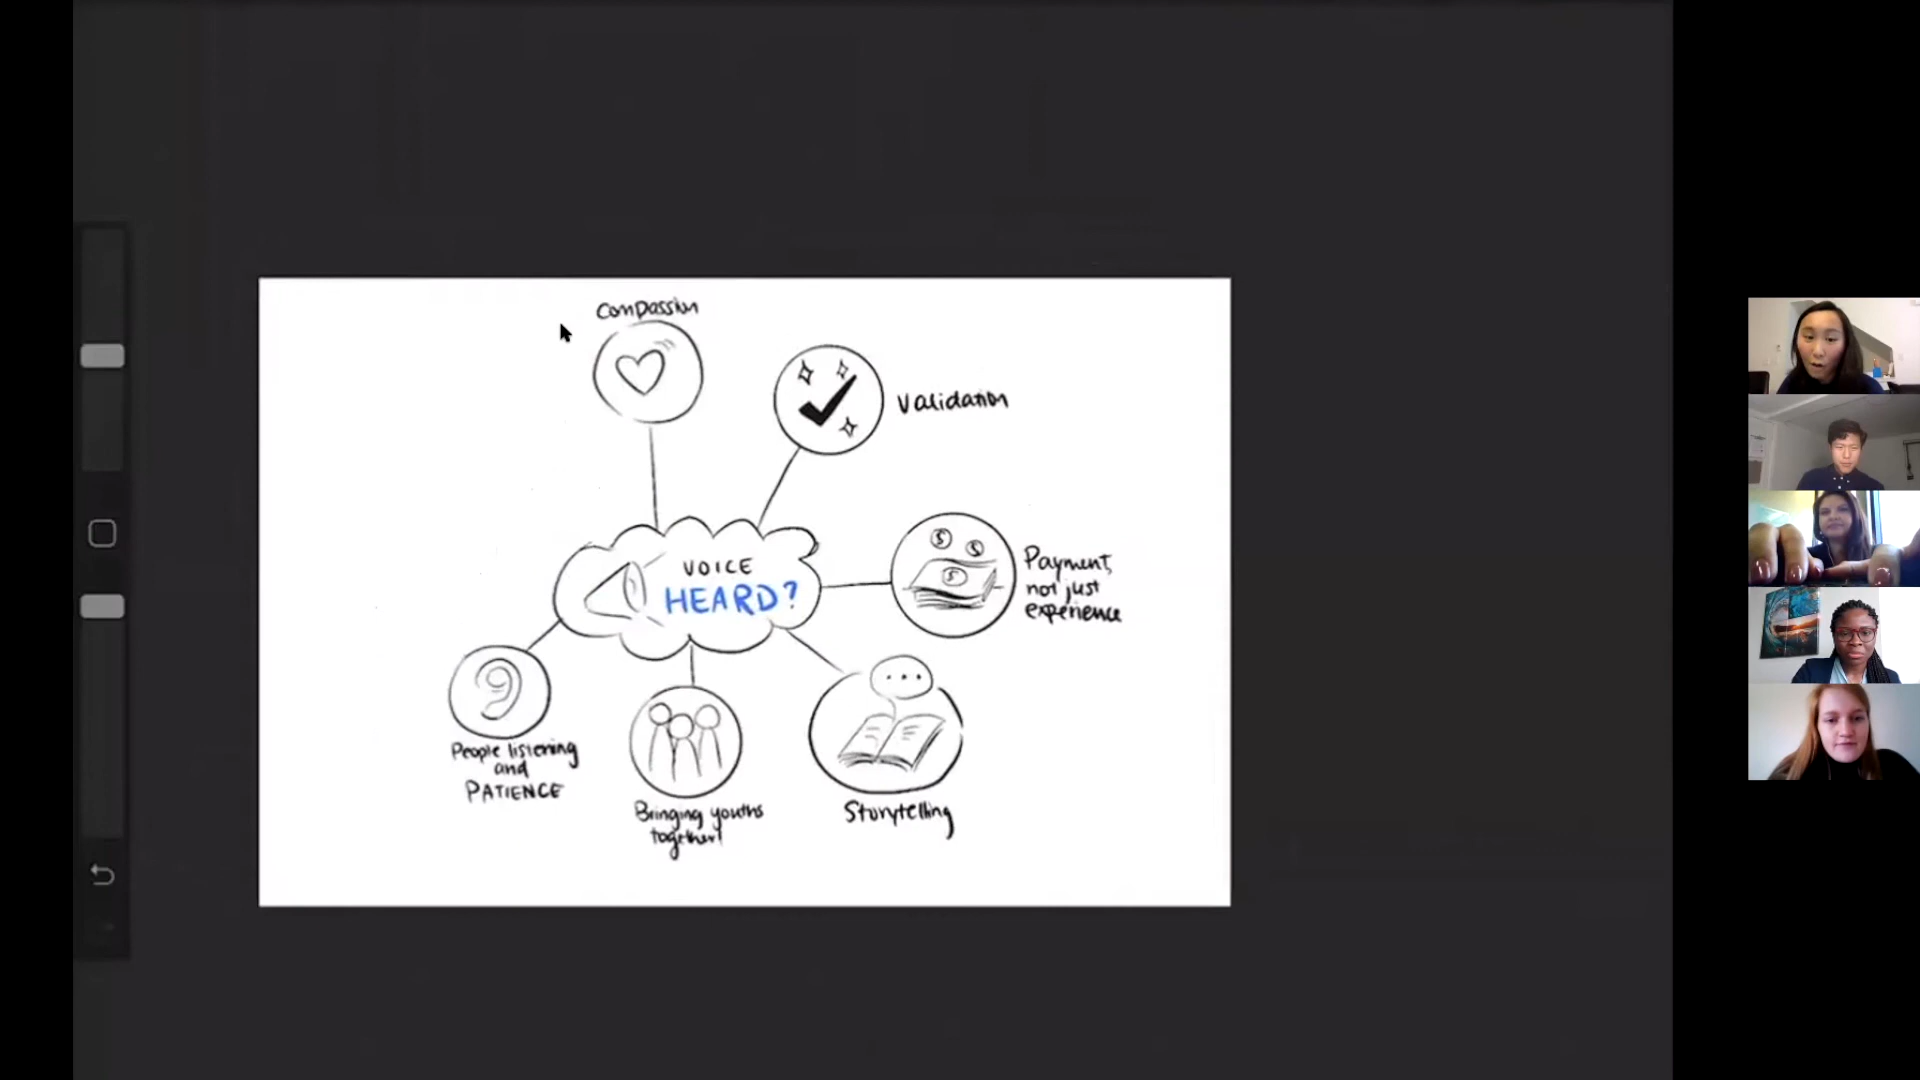 compassion
Validation
VOICE
HEARD?
Payment,
not just
experience
People listening
and
PATIENCE
Bringing youths
together!
Storytelling